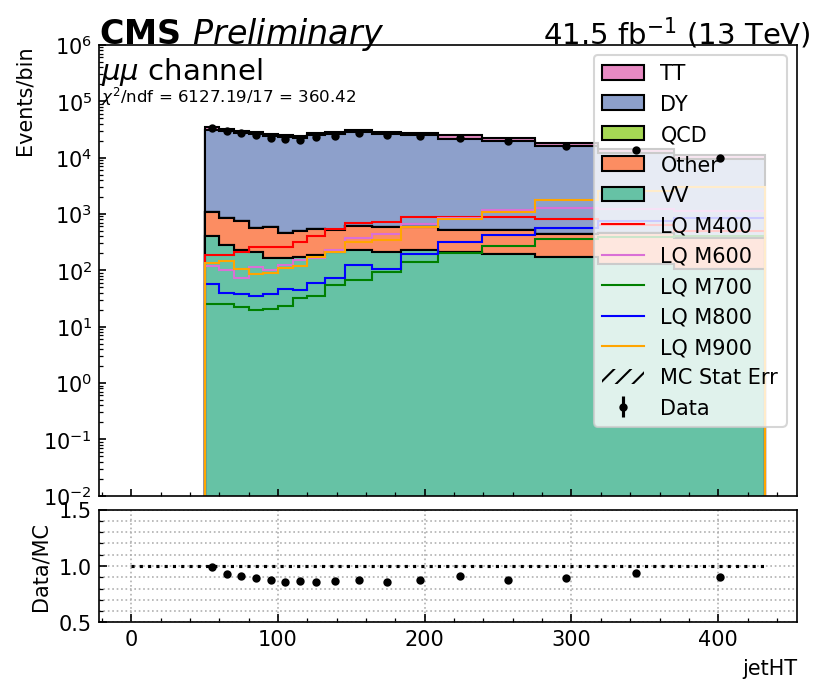 CMS Preliminary 41.5 fb⁻¹ (13 TeV)
Events/bin
μμ channel
χ²/ndf = 6127.19/17 = 360.42
10⁶
10⁵
10⁴
10³
10²
10¹
10⁰
10⁻¹
10⁻²
TT
DY
QCD
Other
VV
LQ M400
LQ M600
LQ M700
LQ M800
LQ M900
MC Stat Err
Data
Data/MC
1.5
1.0
0.5
0 100 200 300 400
jetHT